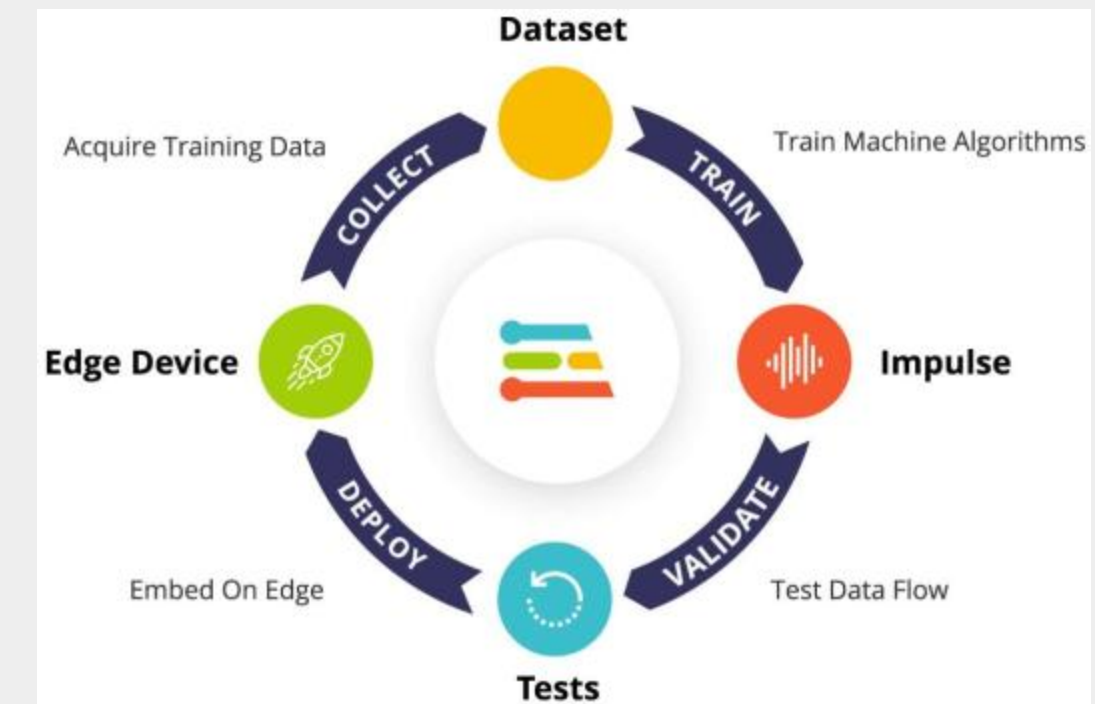 Dataset
Acquire Training Data
Train Machine Algorithms
COLLECT
TRAIN
Edge Device
Impulse
DEPLOY
VALIDATE
Embed On Edge
Test Data Flow
Tests